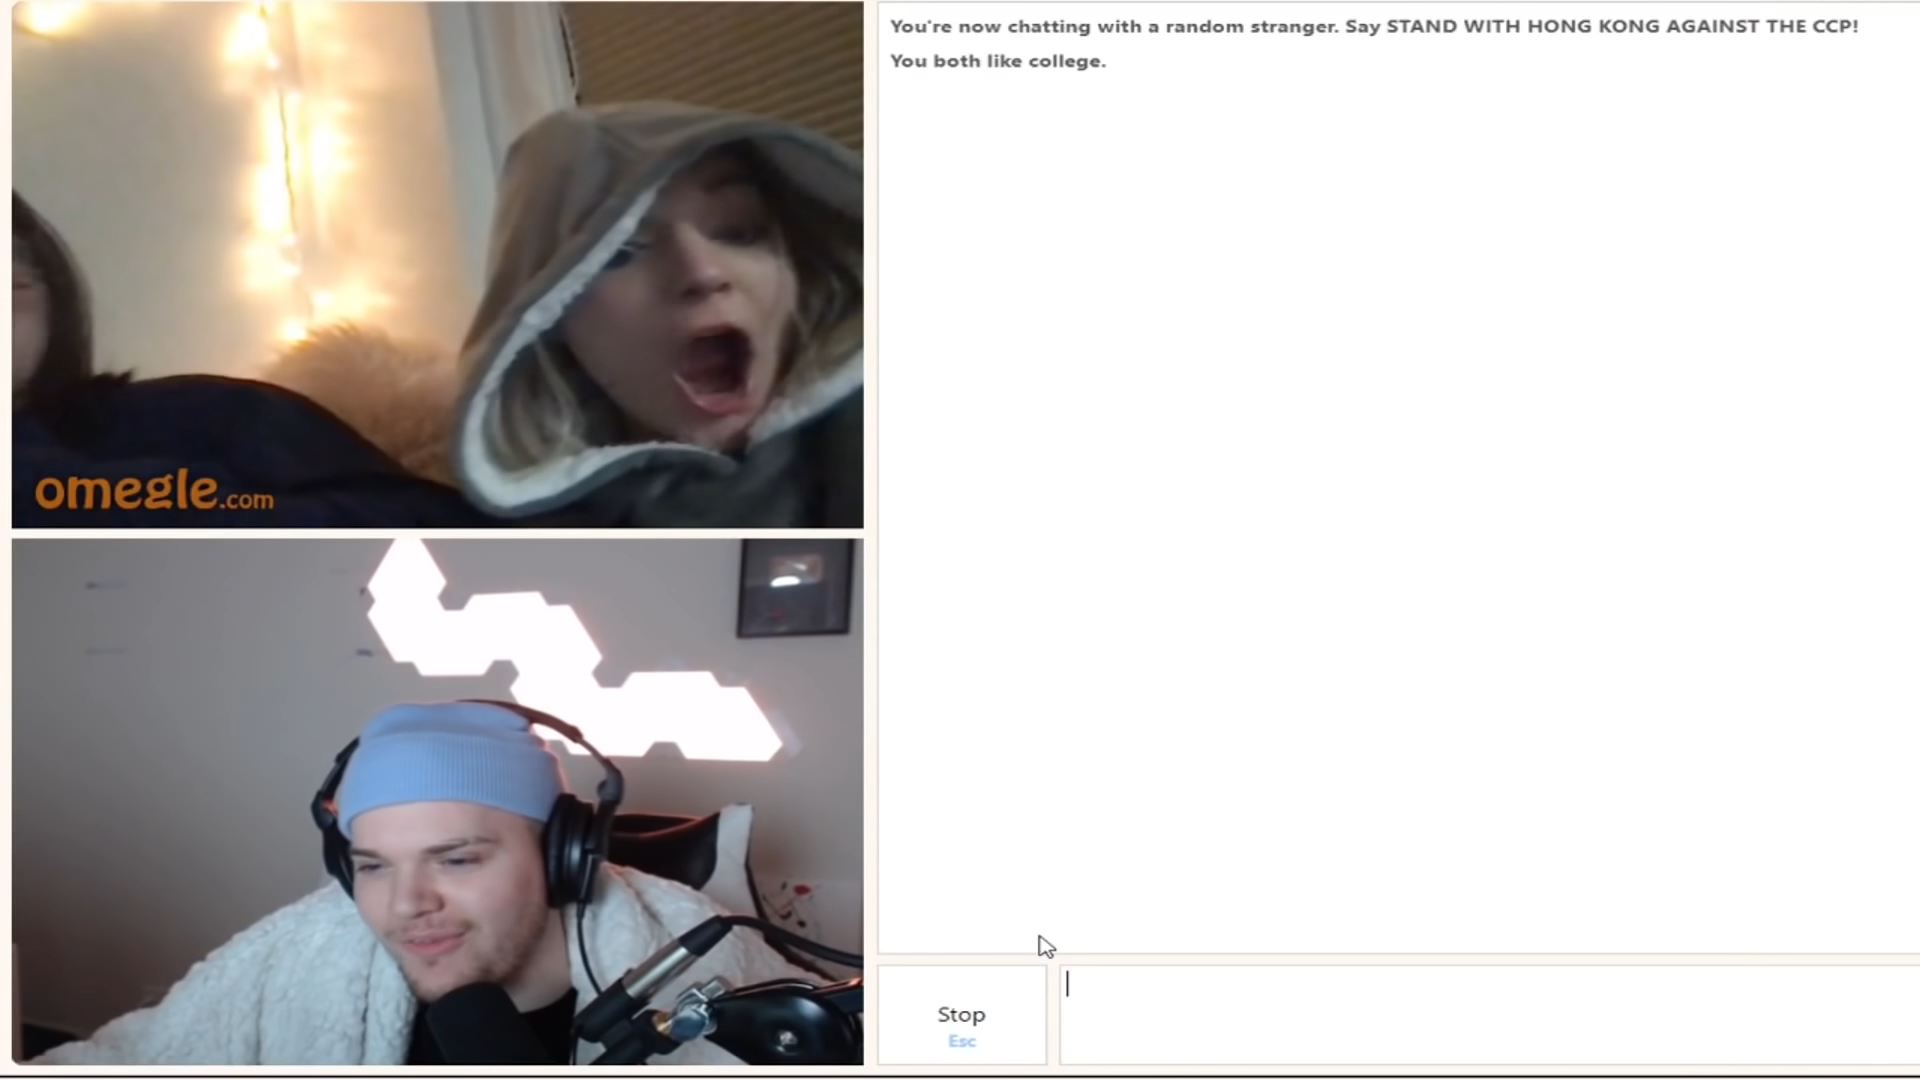 You're now chatting with a random stranger. Say STAND WITH HONG KONG AGAINST THE CCP!
You both like college.
omegle.com
Stop
Esc